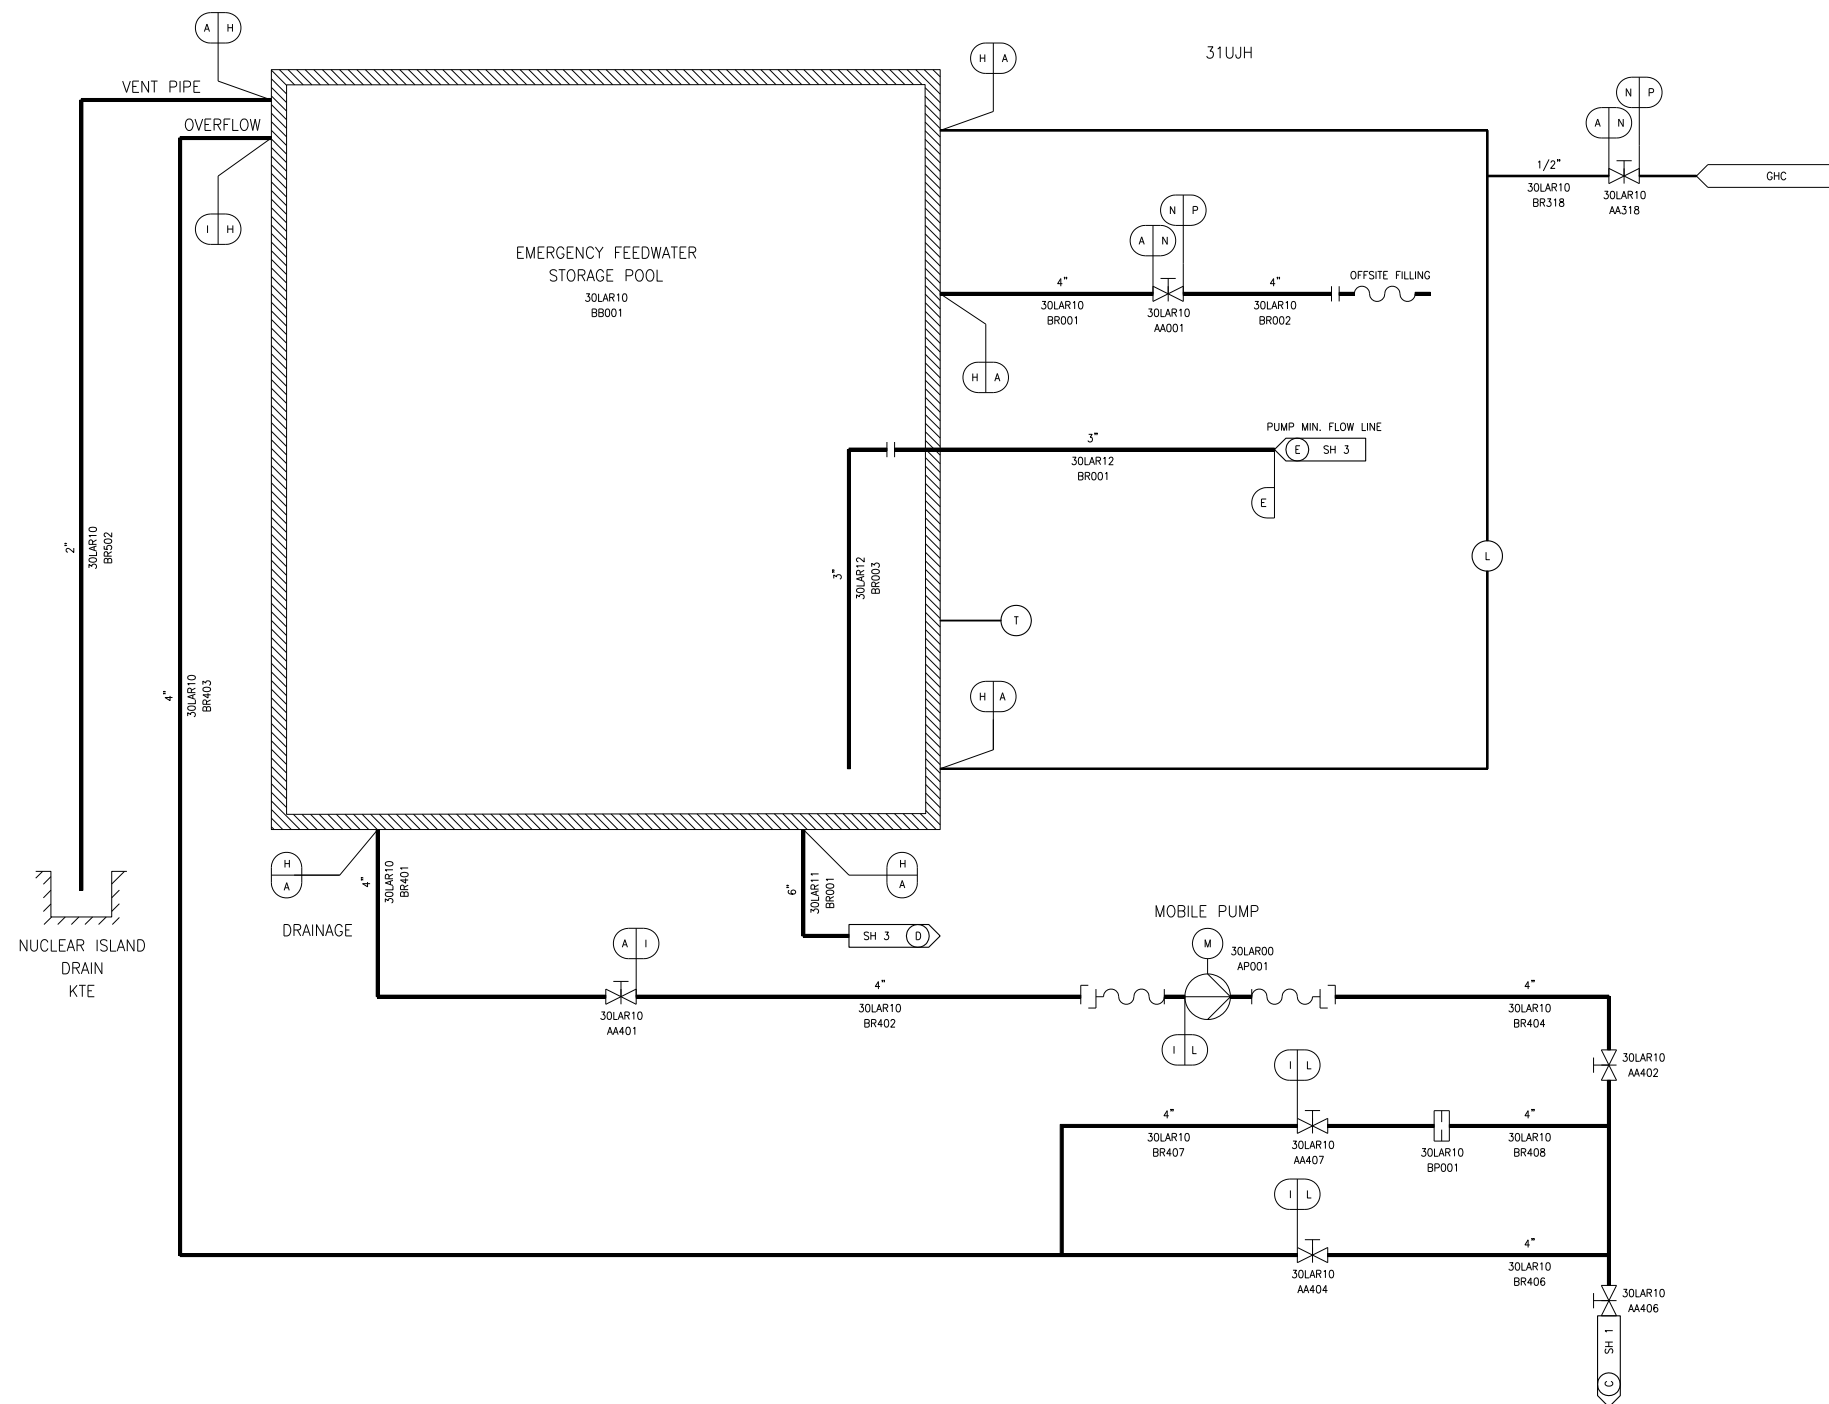 A H
H A
31UJH
VENT PIPE
N P
A N
OVERFLOW
1/2"
30LAR10
BR318
30LAR10
AA318
GHC
I H
N P
A N
EMERGENCY FEEDWATER
STORAGE POOL
30LAR10
BB001
4"
30LAR10
BR001
30LAR10
AA001
4"
30LAR10
BR002
OFFSITE FILLING
H A
PUMP MIN. FLOW LINE
3"
30LAR12
BR001
E SH 3
E
2"
30LAR10
BR502
3"
30LAR12
BR003
L
T
4"
30LAR10
BR403
H A
H
A
4"
30LAR10
BR401
6"
30LAR11
BR001
H
A
DRAINAGE
SH 3 D
NUCLEAR ISLAND
DRAIN
KTE
A I
30LAR10
AA401
4"
30LAR10
BR402
MOBILE PUMP
M
30LAR00
AP001
I L
4"
30LAR10
BR404
30LAR10
AA402
I L
4"
30LAR10
BR407
30LAR10
AA407
30LAR10
BP001
4"
30LAR10
BR408
I L
30LAR10
AA404
4"
30LAR10
BR406
30LAR10
AA406
SH 1
C